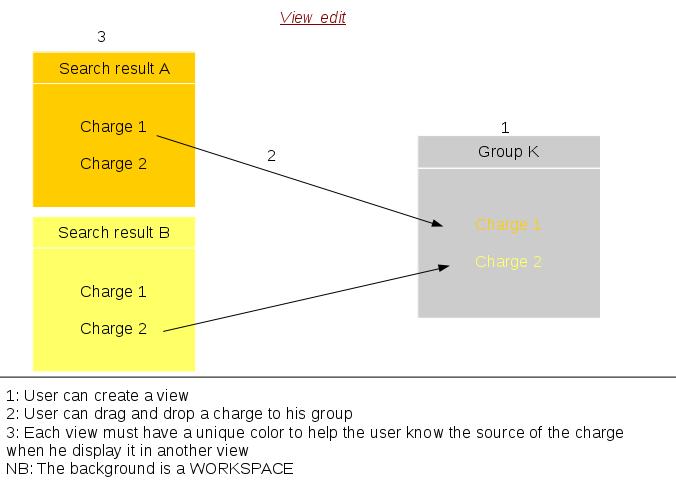 View edit
3
Search result A
Charge 1
Charge 2
2
1
Group K
Charge 1
Charge 2
Search result B
Charge 1
Charge 2
1: User can create a view
2: User can drag and drop a charge to his group
3: Each view must have a unique color to help the user know the source of the charge
when he display it in another view
NB: The background is a WORKSPACE